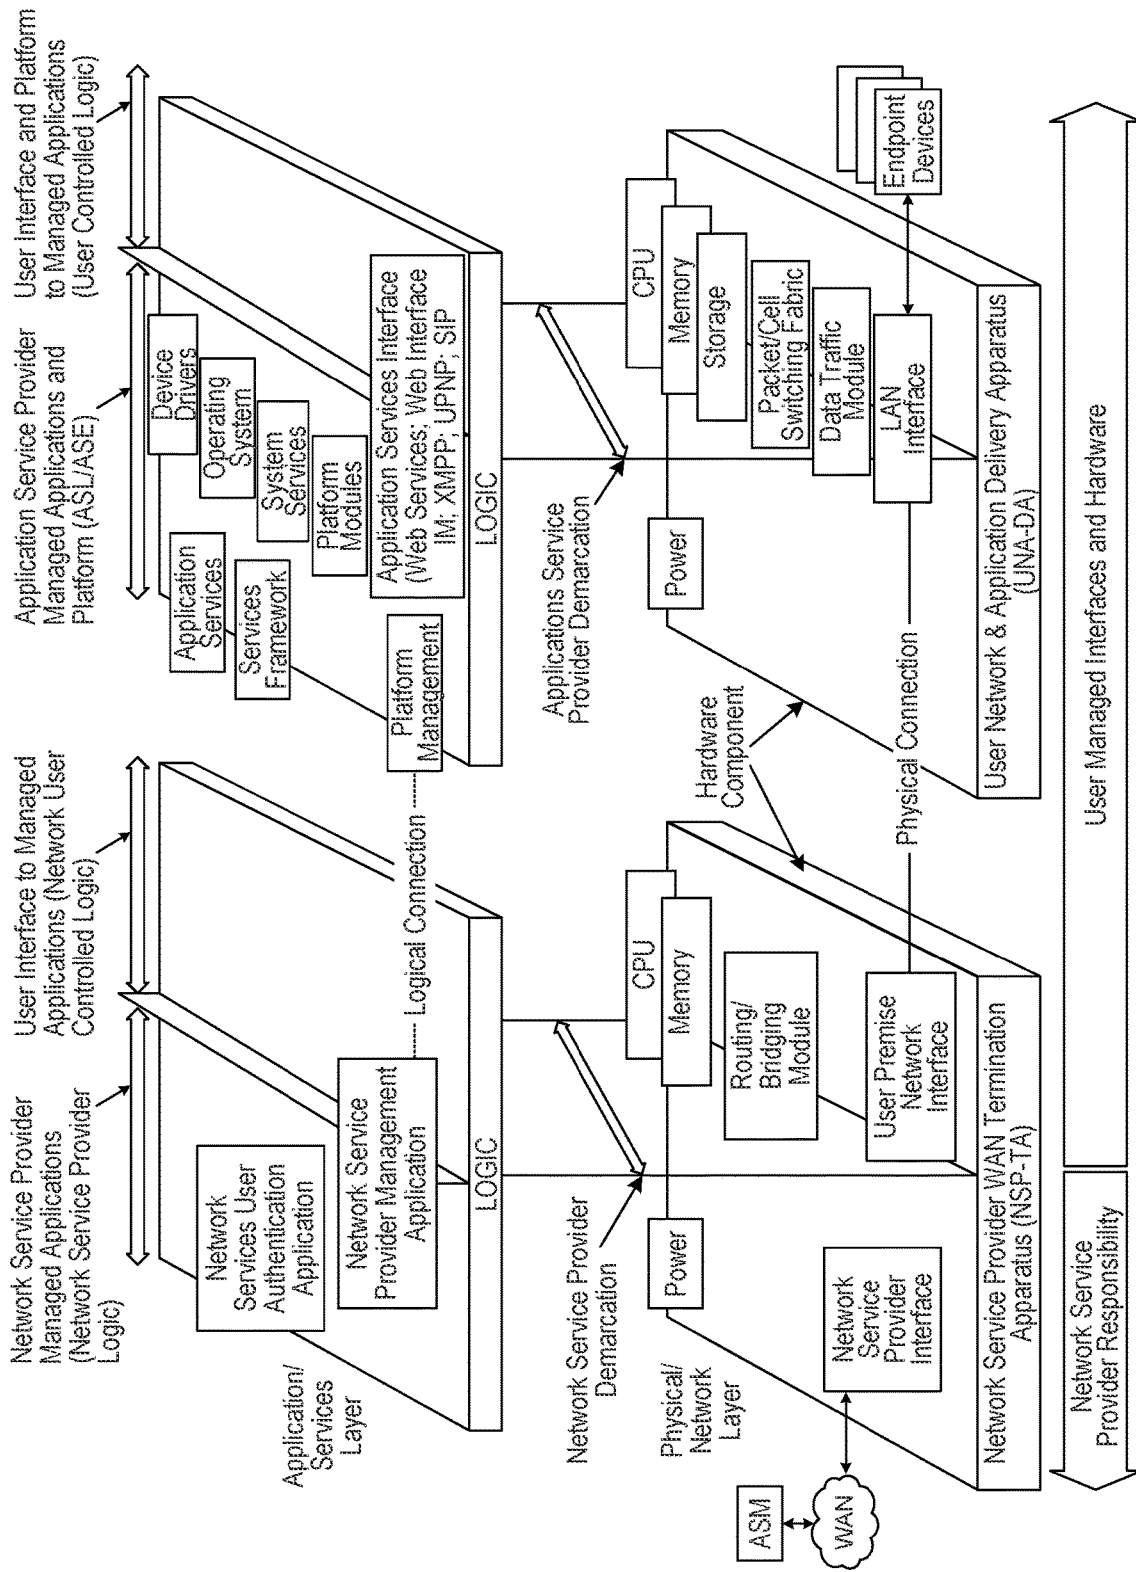 Network Service Provider
Managed Applications
(Network Service Provider
Logic)
User Interface to Managed
Applications (Network User
Controlled Logic)
Application Service Provider
Managed Applications and
Platform (ASL/ASE)
User Interface and Platform
to Managed Applications
(User Controlled Logic)
Application/
Services
Layer
Network
Services User
Authentication
Application
Network Service
Provider Management
Application
LOGIC
Logical Connection
Application
Services
Services
Framework
Platform
Management
Device
Drivers
Operating
System
System
Services
Platform
Modules
Application Services Interface
(Web Services; Web Interface
IM; XMPP; UPNP; SIP
LOGIC
Network Service Provider
Demarcation
Applications Service
Provider Demarcation
Physical/
Network
Layer
ASM
WAN
Power
Network
Service
Provider
Interface
CPU
Memory
Routing/
Bridging
Module
User Premise
Network
Interface
Network Service Provider WAN Termination
Apparatus (NSP-TA)
Hardware
Component
Physical Connection
Power
CPU
Memory
Storage
Packet/Cell
Switching Fabric
Data Traffic
Module
LAN
Interface
Endpoint
Devices
User Network & Application Delivery Apparatus
(UNA-DA)
Network Service
Provider Responsibility
User Managed Interfaces and Hardware